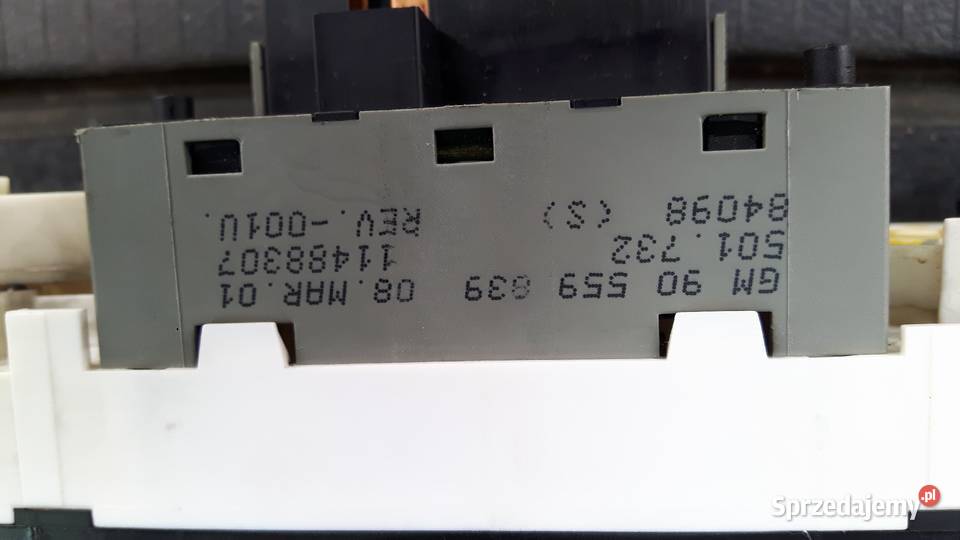 GM 90 559 839 08.MAR.01
501.732 11488307
84098 (S) REV.-001U.
Sprzedajemy.pl